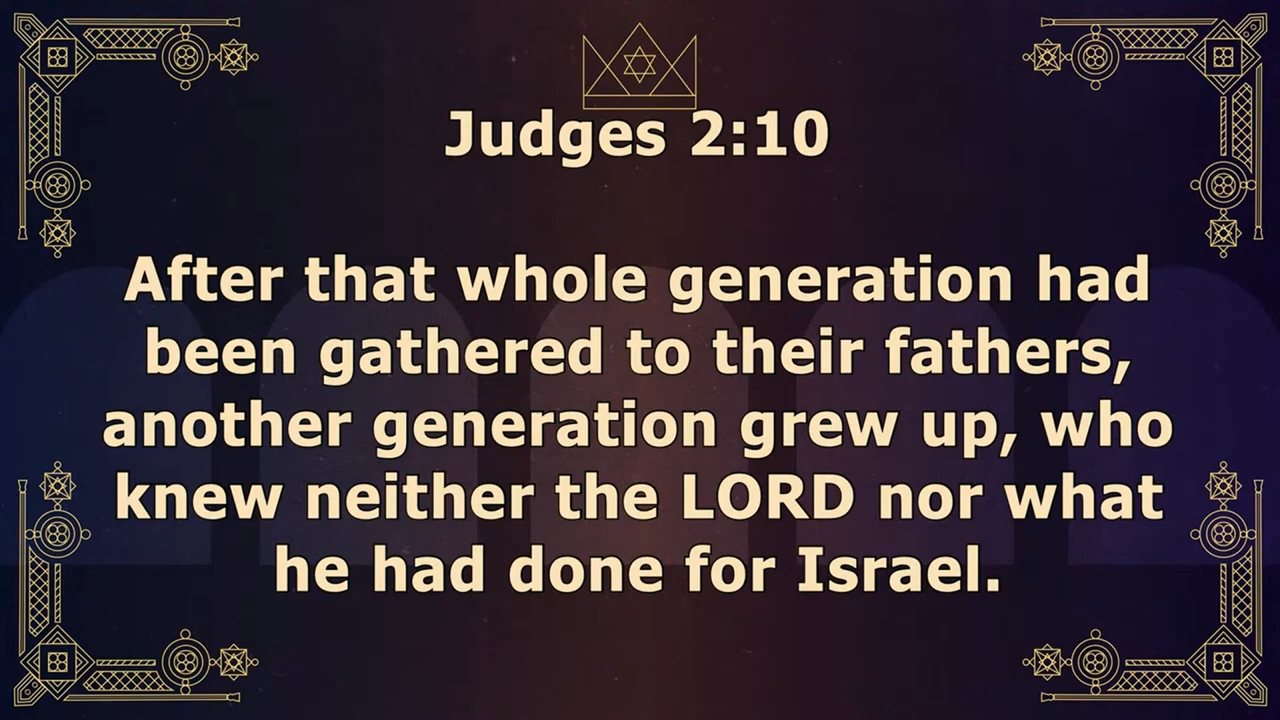 Judges 2:10
After that whole generation had
been gathered to their fathers,
another generation grew up, who
knew neither the LORD nor what
he had done for Israel.